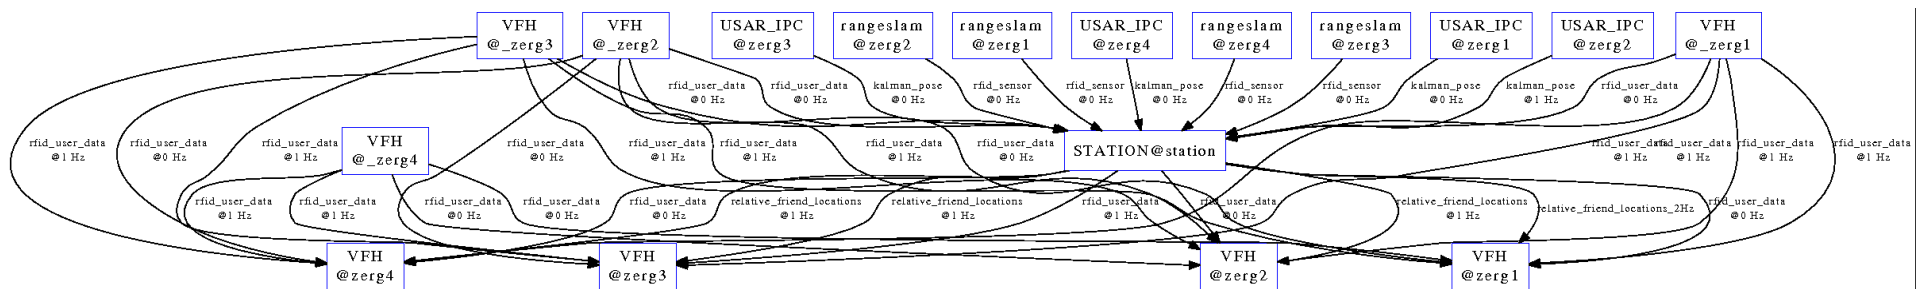 VFH
@_zerg3
VFH
@_zerg2
USAR_IPC
@zerg3
rangeslam
@zerg2
rangeslam
@zerg1
USAR_IPC
@zerg4
rangeslam
@zerg4
rangeslam
@zerg3
USAR_IPC
@zerg1
USAR_IPC
@zerg2
VFH
@_zerg1
rfid_user_data
@0 Hz
rfid_user_data
@0 Hz
kalman_pose
@0 Hz
rfid_sensor
@0 Hz
rfid_sensor
@0 Hz
kalman_pose
@0 Hz
rfid_sensor
@0 Hz
rfid_sensor
@0 Hz
kalman_pose
@0 Hz
kalman_pose
@1 Hz
rfid_user_data
@0 Hz
rfid_user_data
@1 Hz
rfid_user_data
@0 Hz
rfid_user_data
@1 Hz
VFH
@_zerg4
rfid_user_data
@0 Hz
rfid_user_data
@1 Hz
rfid_user_data
@1 Hz
rfid_user_data
@1 Hz
rfid_user_data
@0 Hz
STATION@station
rfid_user_data
@1 Hz
rfid_user_data
@1 Hz
rfid_user_data
@1 Hz
rfid_user_data
@1 Hz
rfid_user_data
@1 Hz
rfid_user_data
@1 Hz
rfid_user_data
@0 Hz
rfid_user_data
@0 Hz
rfid_user_data
@0 Hz
relative_friend_locations
@1 Hz
relative_friend_locations
@1 Hz
rfid_user_data
@1 Hz
relative_friend_locations
@1 Hz
relative_friend_locations_2Hz
rfid_user_data
@0 Hz
VFH
@zerg4
VFH
@zerg3
VFH
@zerg2
VFH
@zerg1